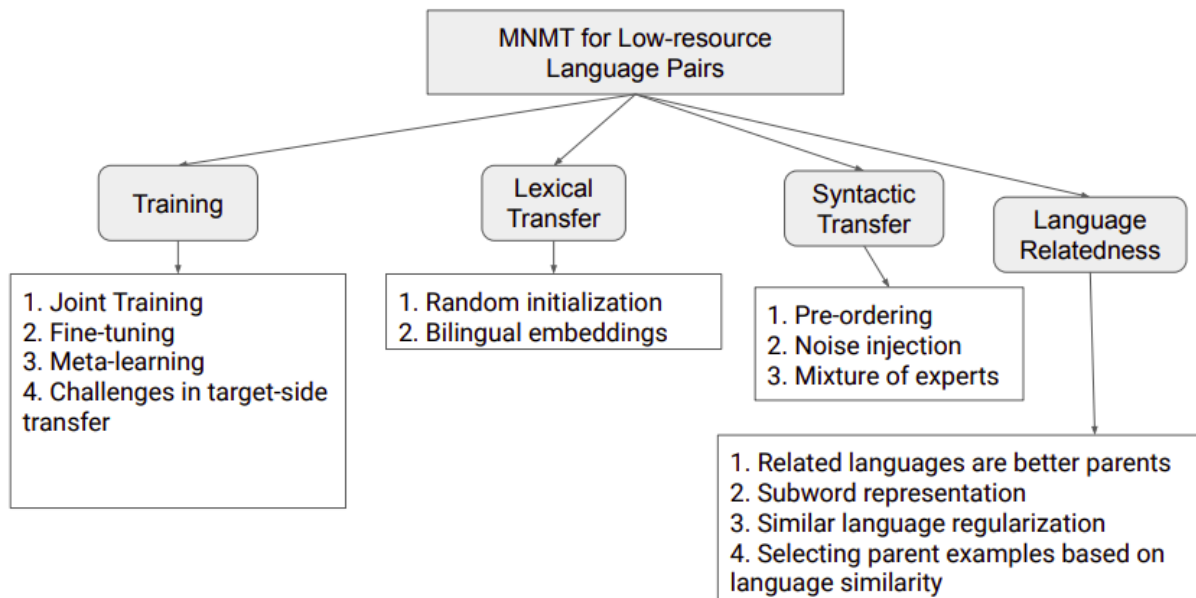 MNMT for Low-resource
Language Pairs
Training
Lexical
Transfer
Syntactic
Transfer
Language
Relatedness
1. Joint Training
2. Fine-tuning
3. Meta-learning
4. Challenges in target-side
transfer
1. Random initialization
2. Bilingual embeddings
1. Pre-ordering
2. Noise injection
3. Mixture of experts
1. Related languages are better parents
2. Subword representation
3. Similar language regularization
4. Selecting parent examples based on
language similarity